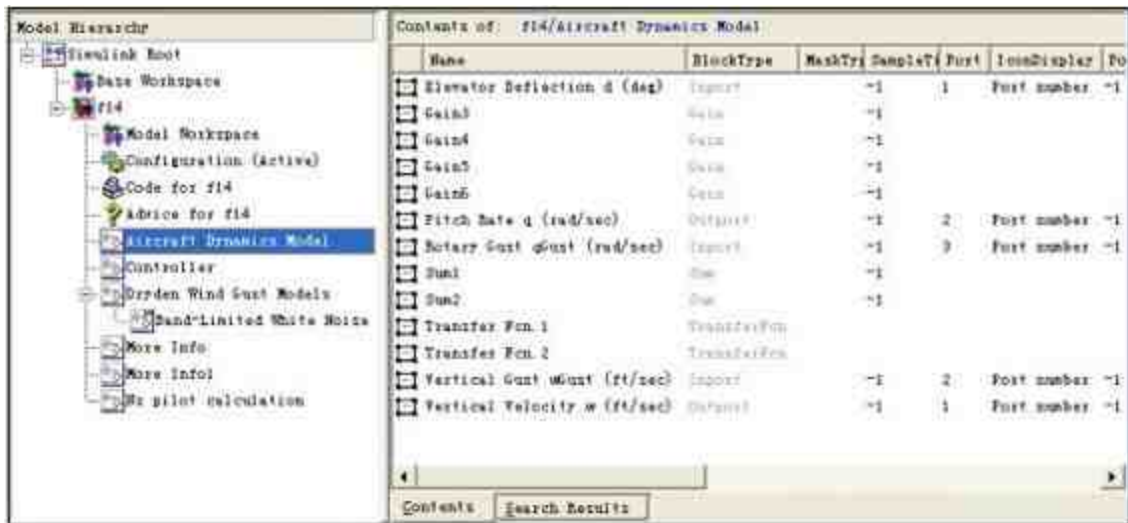 Model Hierarchy
Simulink Root
Base Workspace
f14
Model Workspace
Configuration (Active)
Code for f14
Advice for f14
Aircraft Dynamics Model
Controller
Dryden Wind Gust Models
Band-Limited White Noise
More Info
More Info1
Nz pilot calculation
Contents of: f14/Aircraft Dynamics Model
Name BlockType MaskTy SampleTi Port IconDisplay Po
Elevator Deflection d (deg) Inport -1 1 Port number -1
Gain3 Gain -1
Gain4 Gain -1
Gain5 Gain -1
Gain6 Gain -1
Pitch Rate q (rad/sec) Outport -1 2 Port number -1
Rotary Gust qGust (rad/sec) Inport -1 3 Port number -1
Sum1 Sum -1
Sum2 Sum -1
Transfer Fcn.1 TransferFcn
Transfer Fcn.2 TransferFcn
Vertical Gust wGust (ft/sec) Inport -1 2 Port number -1
Vertical Velocity w (ft/sec) Outport -1 1 Port number -1
Contents Search Results